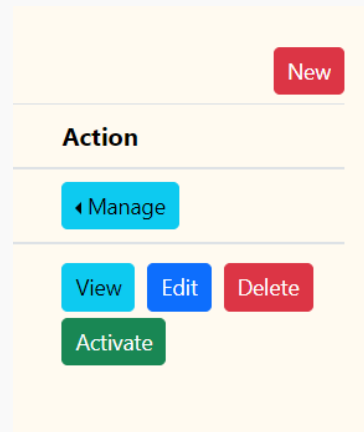 New
Action
Manage
View Edit Delete
Activate